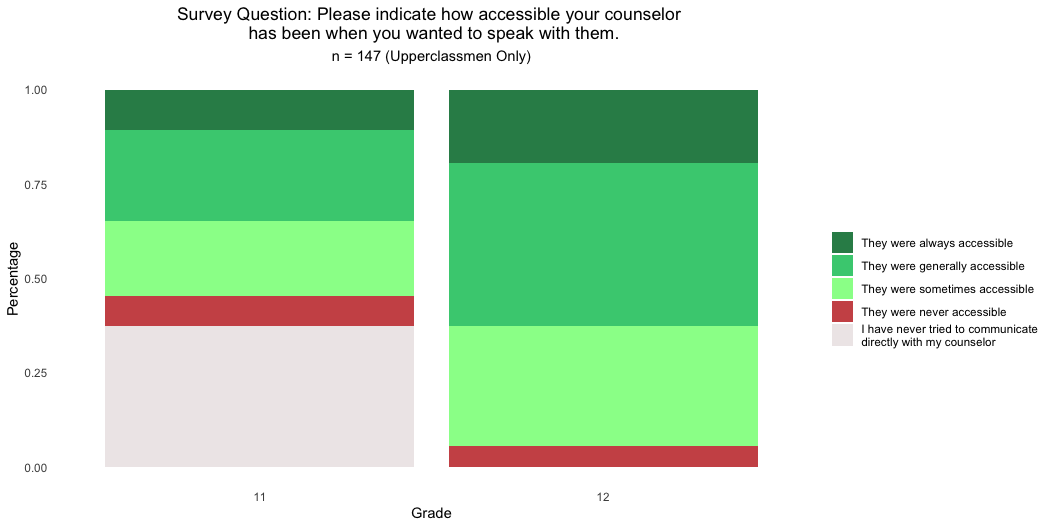 Survey Question: Please indicate how accessible your counselor
has been when you wanted to speak with them.
n = 147 (Upperclassmen Only)
1.00
0.75
0.50
0.25
0.00
Percentage
11
12
Grade
They were always accessible
They were generally accessible
They were sometimes accessible
They were never accessible
I have never tried to communicate
directly with my counselor